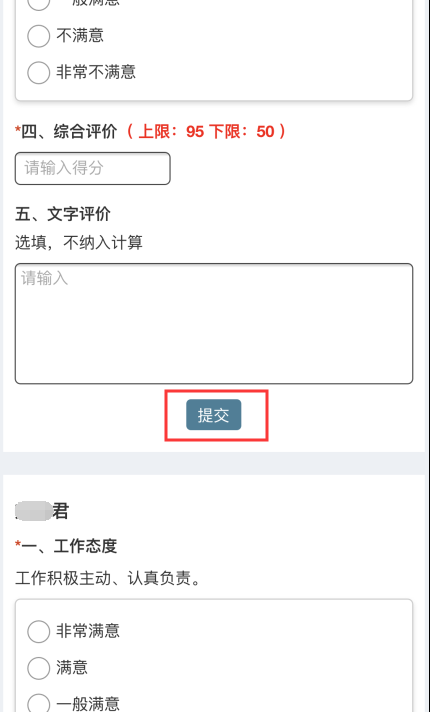 不满意
非常不满意
*四、综合评价（ 上限：95 下限：50 ）
请输入得分
五、文字评价
选填，不纳入计算
请输入
提交
君
*一、工作态度
工作积极主动、认真负责。
非常满意
满意
一般满意